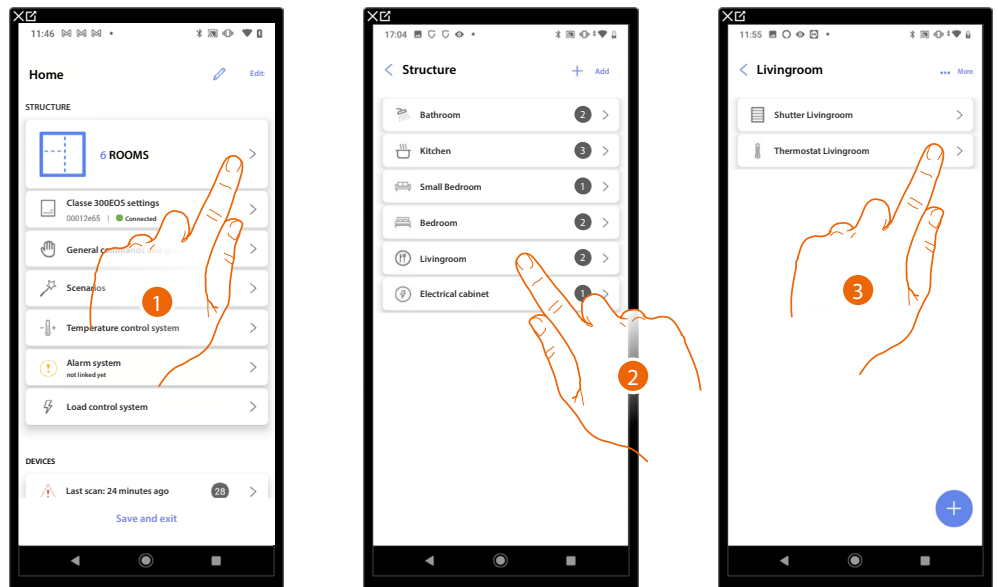 11:46
Home
Edit
STRUCTURE
6 ROOMS
Classe 300EOS settings
00012e65 | Connected
General commands and g
Scenarios
1
Temperature control system
Alarm system
not linked yet
Load control system
DEVICES
Last scan: 24 minutes ago 28
Save and exit
17:04
Structure
+ Add
Bathroom 2
Kitchen 3
Small Bedroom 1
Bedroom 2
Livingroom 2
Electrical cabinet 1
2
11:55
Livingroom
••• More
Shutter Livingroom
Thermostat Livingroom
3
+